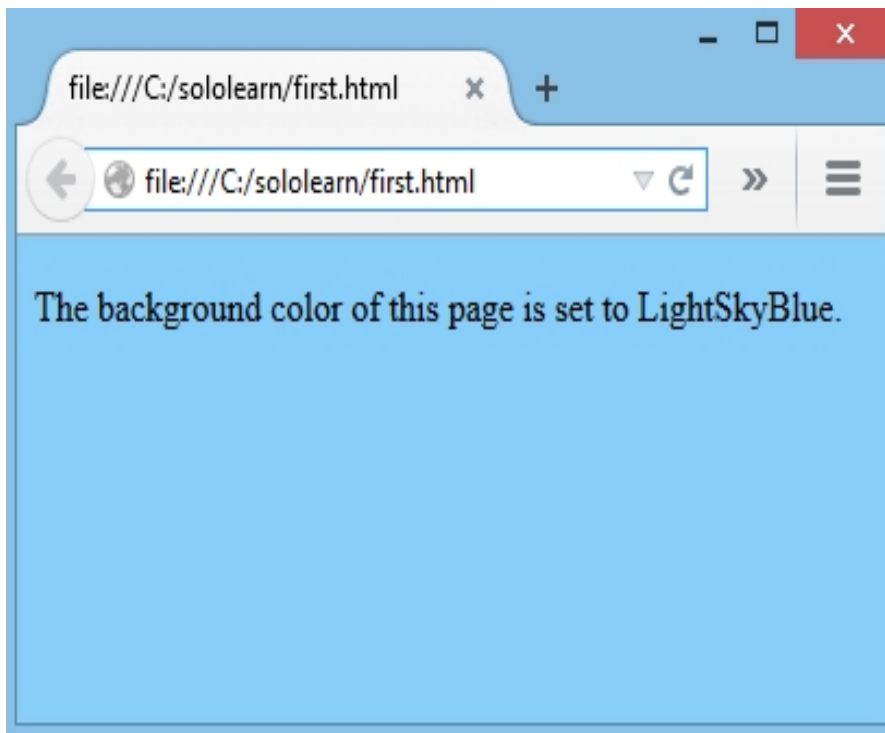 file:///C:/sololearn/first.html
file:///C:/sololearn/first.html
The background color of this page is set to LightSkyBlue.